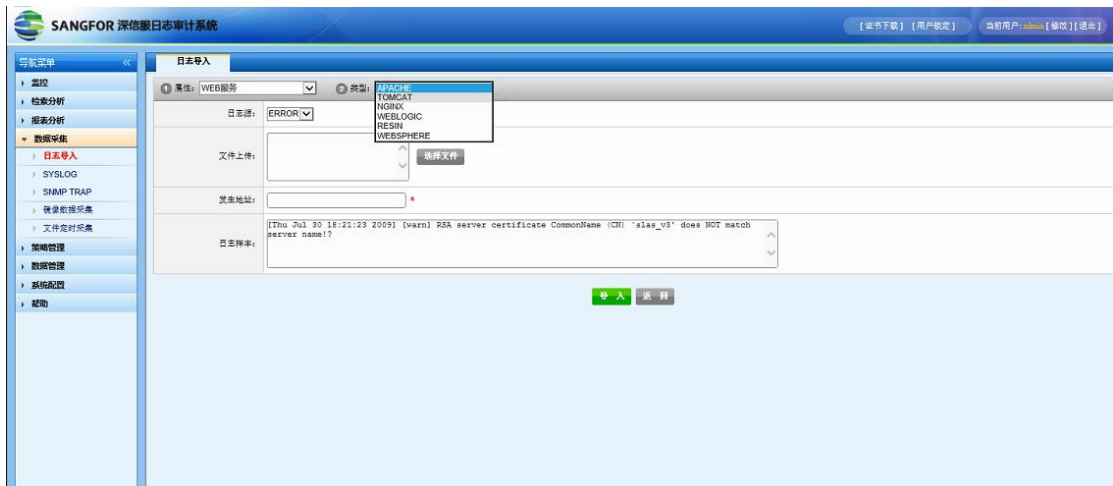 SANGFOR 深信服日志审计系统
[证书下载] [用户锁定] 当前用户: admin [修改] [退出]
导航菜单 «
日志导入
监控
检索分析
报表分析
数据采集
日志导入
SYSLOG
SNMP TRAP
镜像数据采集
文件定时采集
策略管理
数据管理
系统配置
帮助
① 属性: WEB服务 ② 类型: APACHE
TOMCAT
NGINX
WEBLOGIC
RESIN
WEBSPHERE
日志源: ERROR
文件上传: 选择文件
发生地址: *
日志样本: [Thu Jul 30 18:21:23 2009] [warn] RSA server certificate CommonName (CN) `slas_v3' does NOT match
server name!?
导 入 返 回